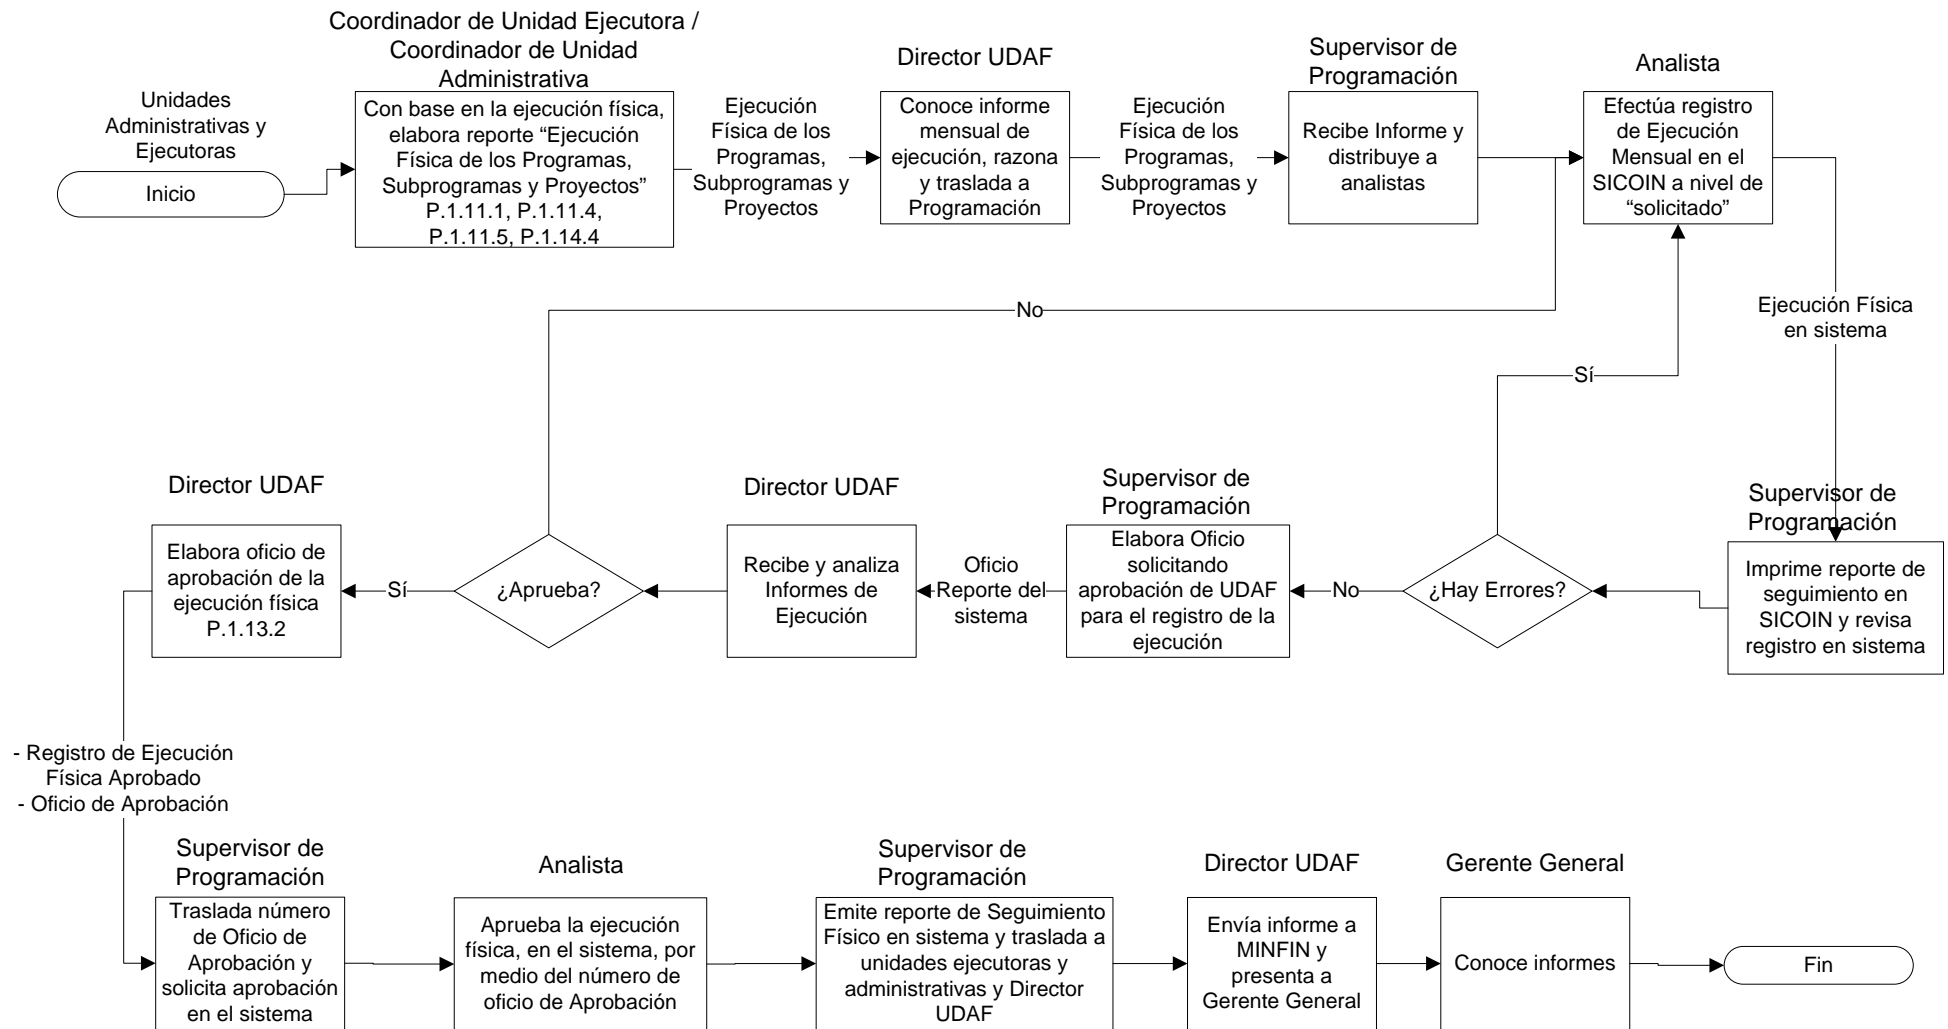 Unidades
Administrativas y
Ejecutoras
Inicio
Coordinador de Unidad Ejecutora /
Coordinador de Unidad
Administrativa
Con base en la ejecución física,
elabora reporte “Ejecución
Física de los Programas,
Subprogramas y Proyectos”
P.1.11.1, P.1.11.4,
P.1.11.5, P.1.14.4
Ejecución
Física de los
Programas,
Subprogramas y
Proyectos
Director UDAF
Conoce informe
mensual de
ejecución, razona
y traslada a
Programación
Ejecución
Física de los
Programas,
Subprogramas y
Proyectos
Supervisor de
Programación
Recibe Informe y
distribuye a
analistas
Analista
Efectúa registro
de Ejecución
Mensual en el
SICOIN a nivel de
“solicitado”
Ejecución Física
en sistema
Supervisor de
Programación
Imprime reporte de
seguimiento en
SICOIN y revisa
registro en sistema
¿Hay Errores?
Sí
No
Supervisor de
Programación
Elabora Oficio
solicitando
aprobación de UDAF
para el registro de la
ejecución
Oficio
Reporte del
sistema
Director UDAF
Recibe y analiza
Informes de
Ejecución
¿Aprueba?
No
Sí
Director UDAF
Elabora oficio de
aprobación de la
ejecución física
P.1.13.2
- Registro de Ejecución
Física Aprobado
- Oficio de Aprobación
Supervisor de
Programación
Traslada número
de Oficio de
Aprobación y
solicita aprobación
en el sistema
Analista
Aprueba la ejecución
física, en el sistema, por
medio del número de
oficio de Aprobación
Supervisor de
Programación
Emite reporte de Seguimiento
Físico en sistema y traslada a
unidades ejecutoras y
administrativas y Director
UDAF
Director UDAF
Envía informe a
MINFIN y
presenta a
Gerente General
Gerente General
Conoce informes
Fin